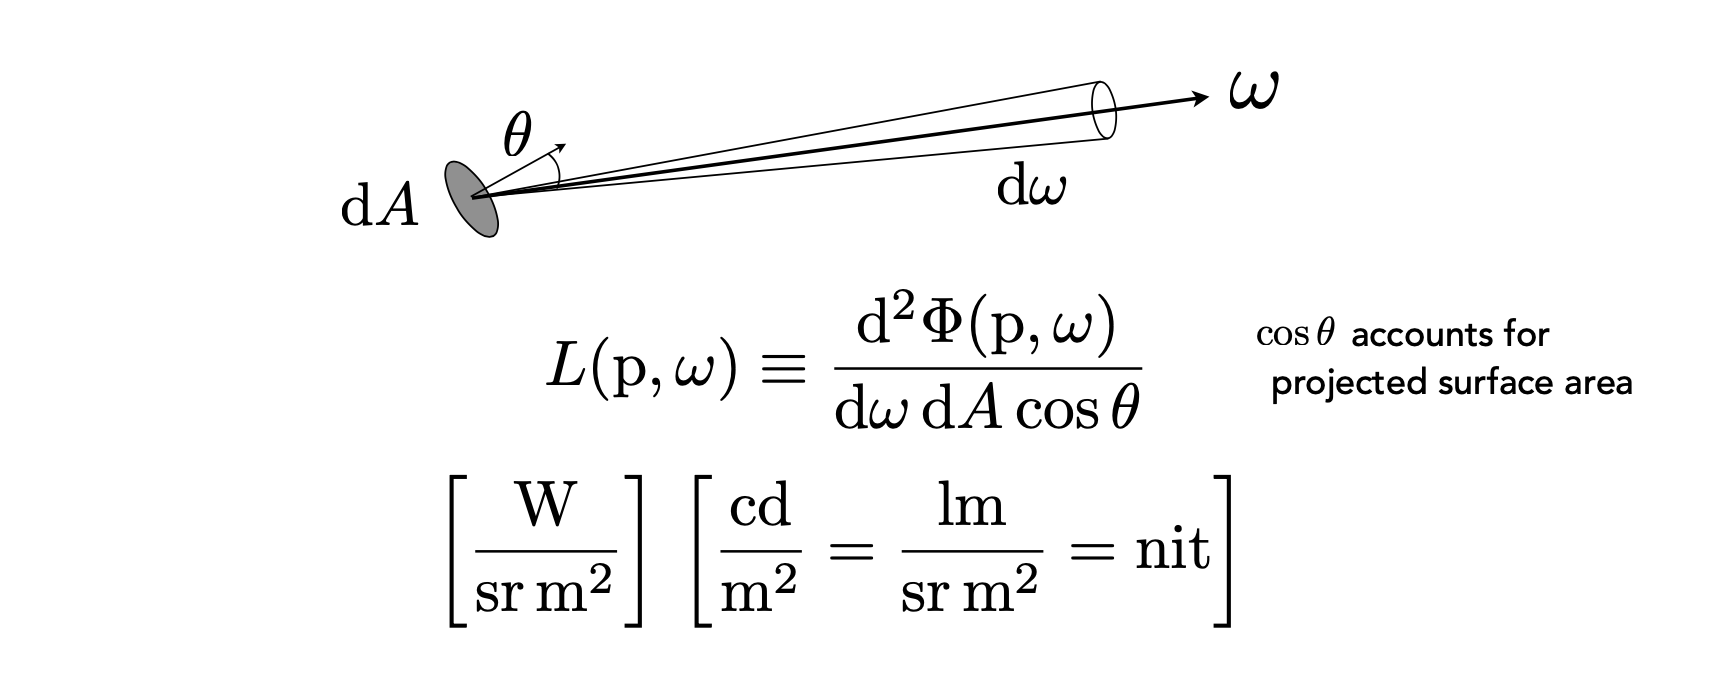 ω
θ
dω
dA
L(p, ω) ≡ d²Φ(p, ω) / (dω dA cos θ)
cos θ accounts for
projected surface area
[W / (sr m²)] [cd / m² = lm / (sr m²) = nit]